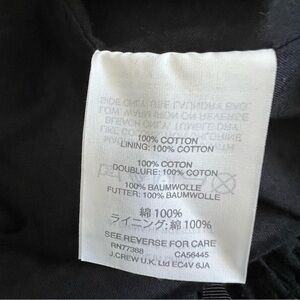 100% COTTON
LINING: 100% COTTON
100% COTON
DOUBLURE: 100% COTON
100% BAUMWOLLE
FUTTER: 100% BAUMWOLLE
綿 100%
ライニング: 綿 100%
SEE REVERSE FOR CARE
RN77388 CA56445
J.CREW U.K. Ltd EC4V 6JA